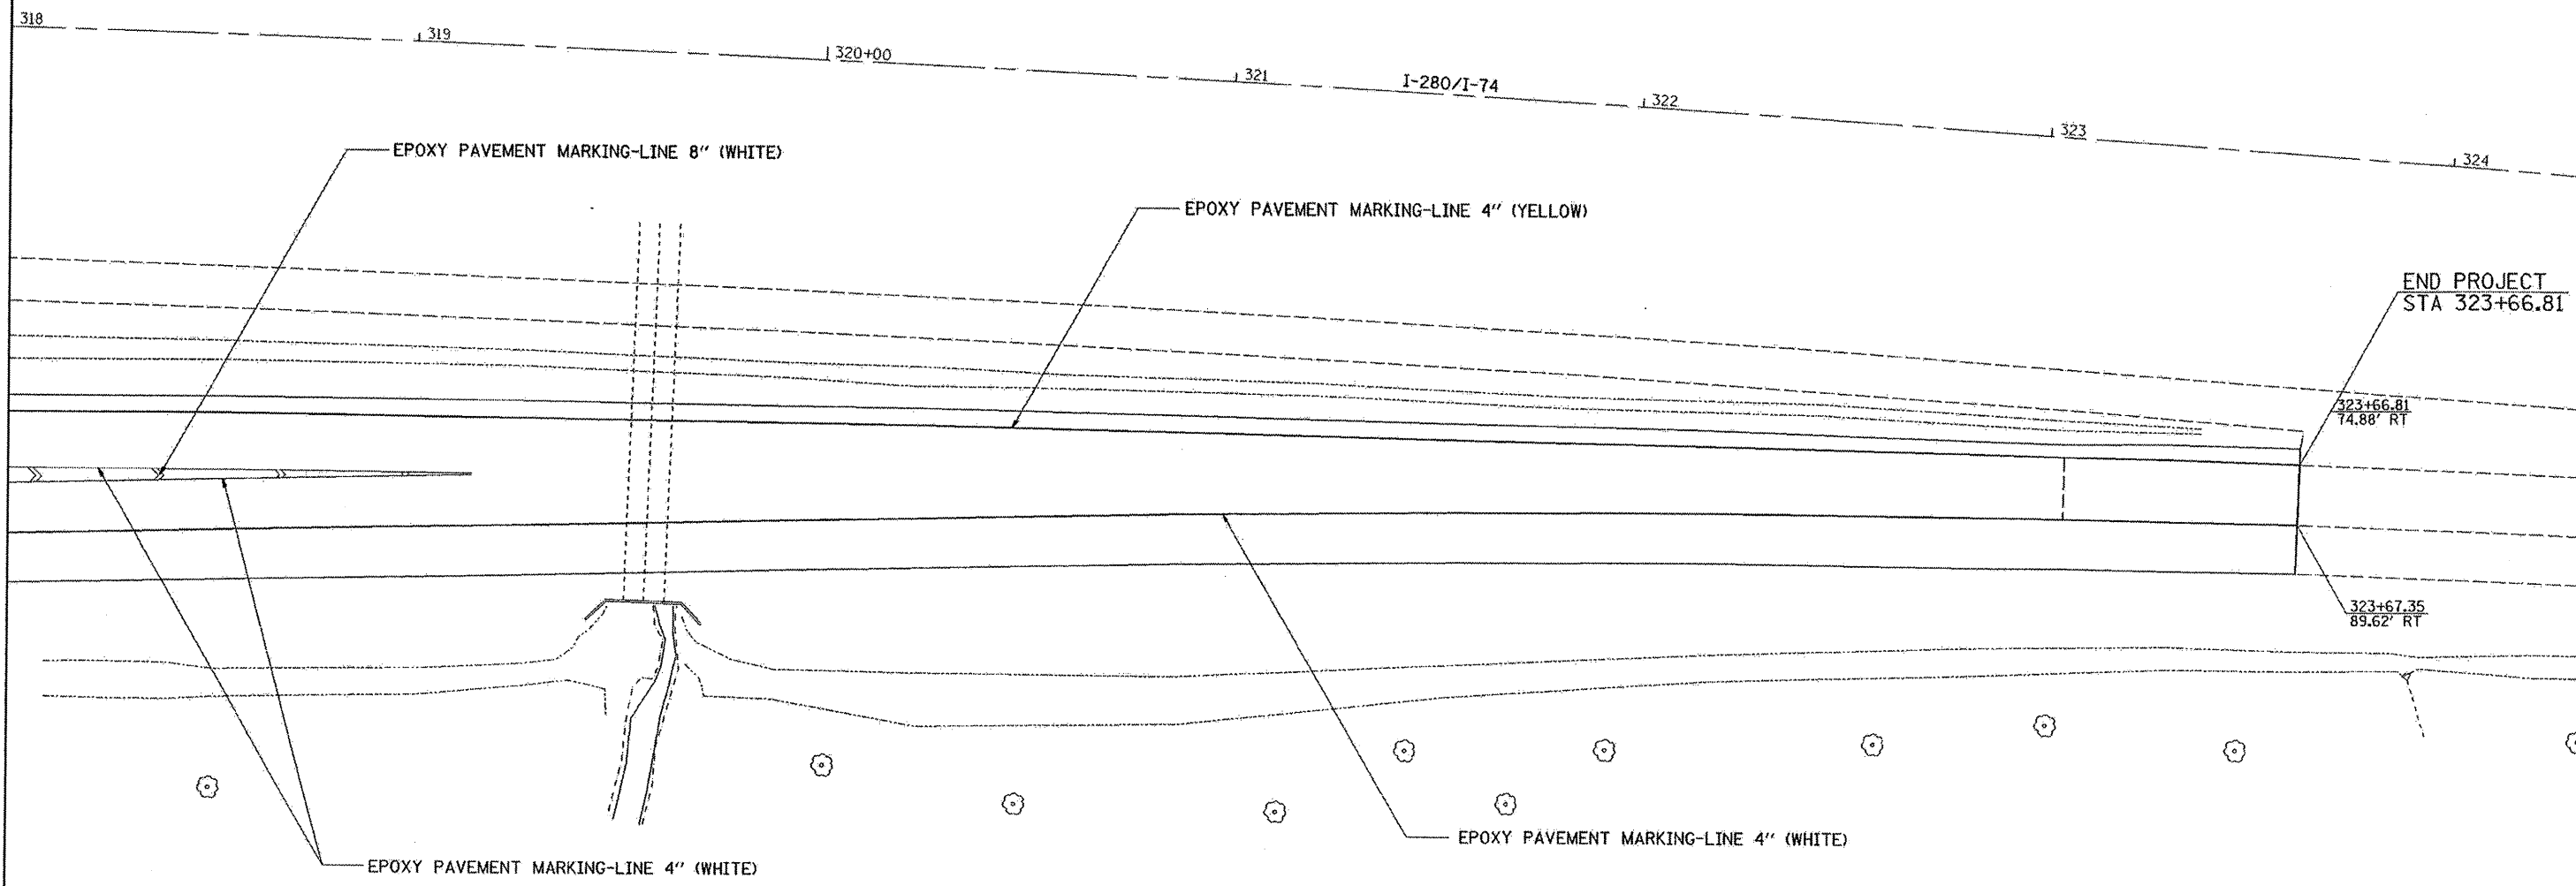 318
319
320+00
321
I-280/I-74
322
323
324
EPOXY PAVEMENT MARKING-LINE 8" (WHITE)
EPOXY PAVEMENT MARKING-LINE 4" (YELLOW)
END PROJECT
STA 323+66.81
323+66.81
74.88' RT
323+67.35
89.62' RT
EPOXY PAVEMENT MARKING-LINE 4" (WHITE)
EPOXY PAVEMENT MARKING-LINE 4" (WHITE)